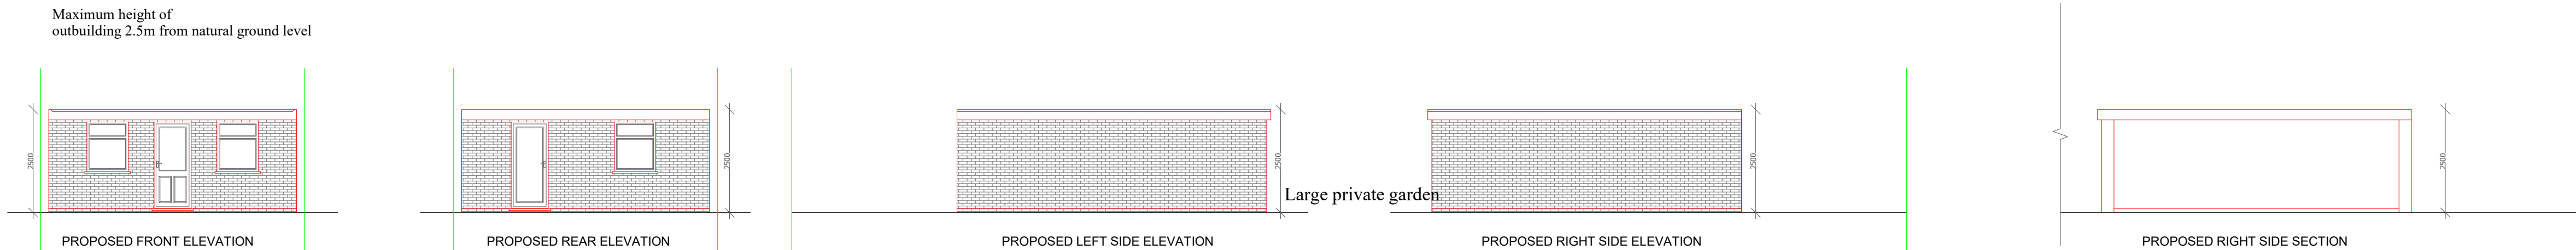 Maximum height of
outbuilding 2.5m from natural ground level
2500
2500
2500
2500
2500
Large private garden
PROPOSED FRONT ELEVATION
PROPOSED REAR ELEVATION
PROPOSED LEFT SIDE ELEVATION
PROPOSED RIGHT SIDE ELEVATION
PROPOSED RIGHT SIDE SECTION